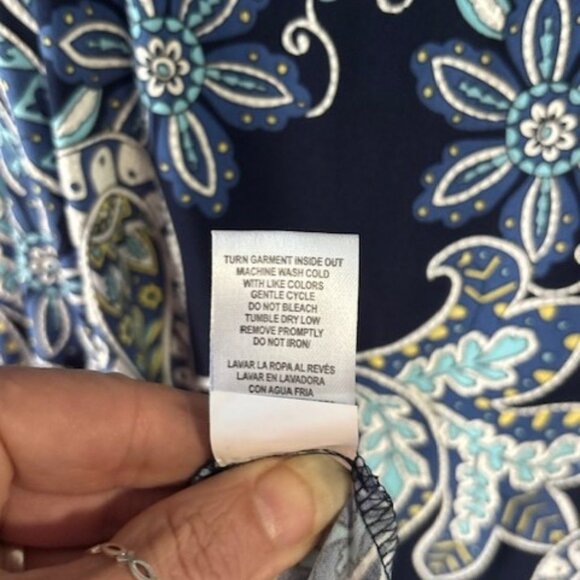 TURN GARMENT INSIDE OUT
MACHINE WASH COLD
WITH LIKE COLORS
GENTLE CYCLE
DO NOT BLEACH
TUMBLE DRY LOW
REMOVE PROMPTLY
DO NOT IRON/
LAVAR LA ROPA AL REVÉS
LAVAR EN LAVADORA
CON AGUA FRIA